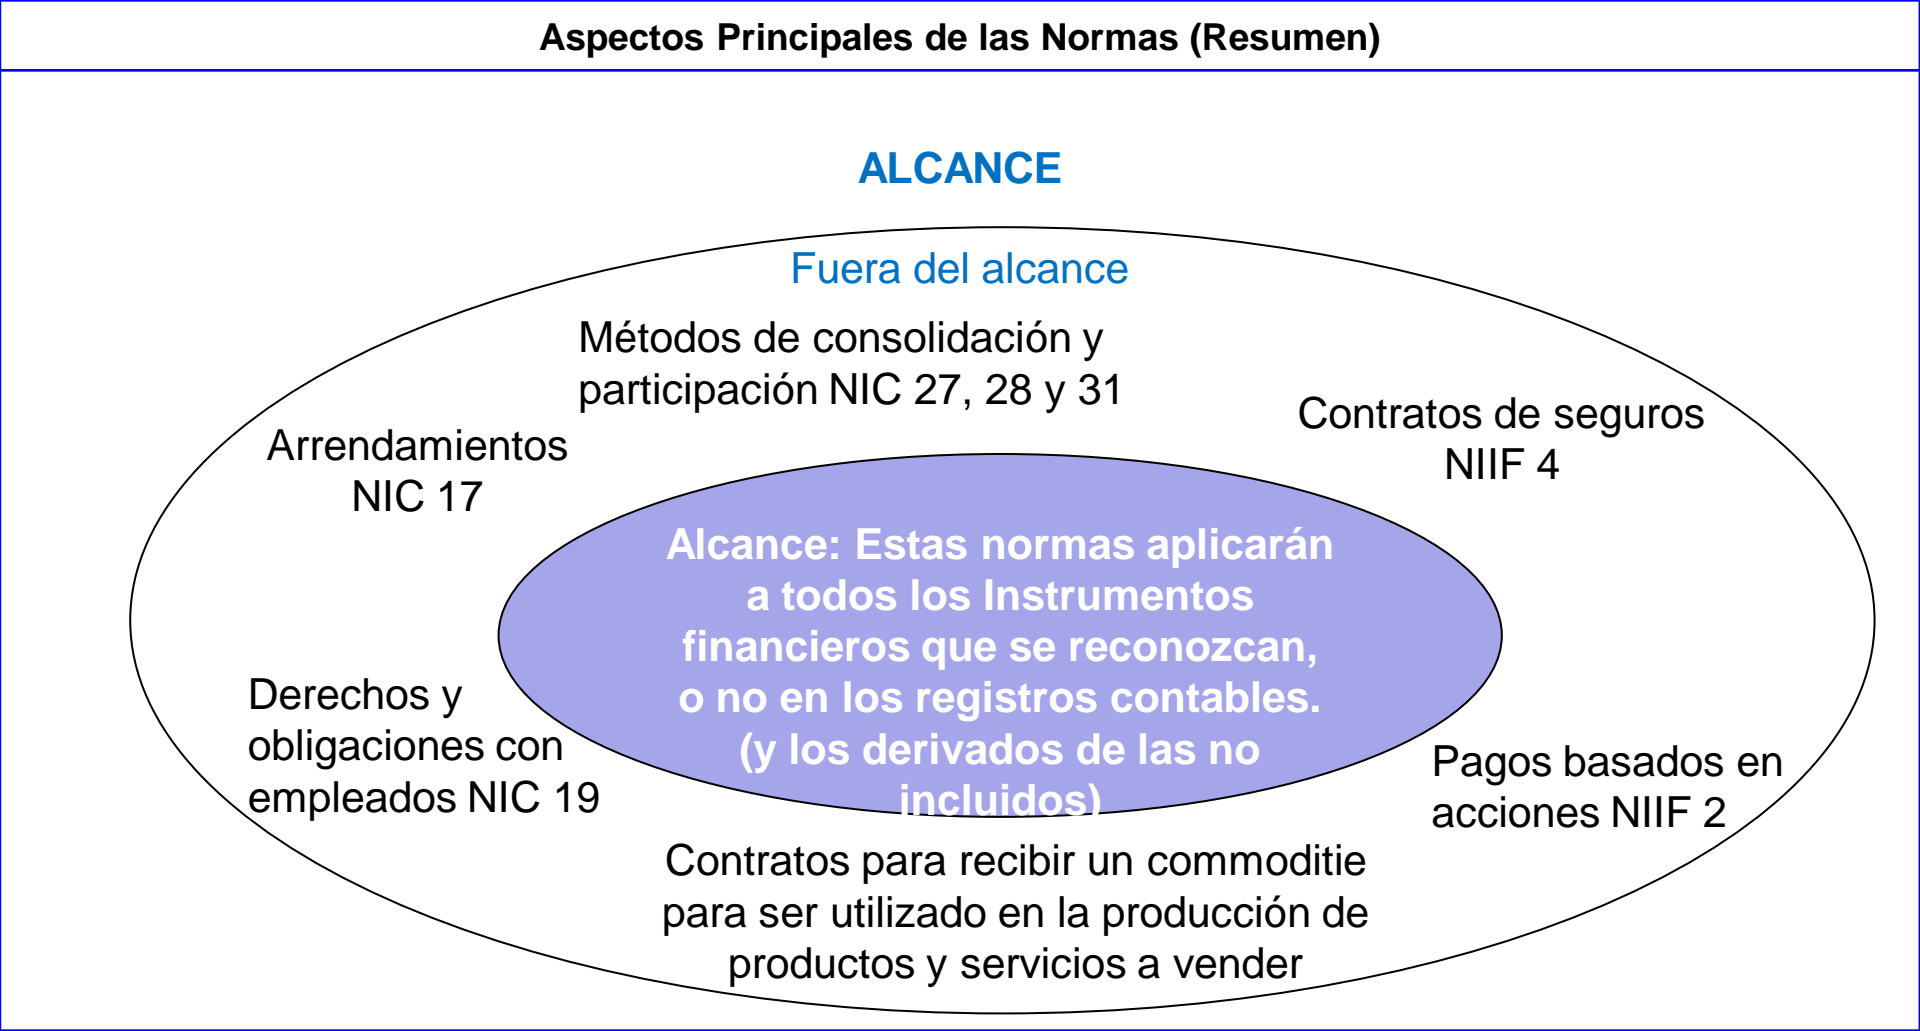 Aspectos Principales de las Normas (Resumen)
ALCANCE
Fuera del alcance
Métodos de consolidación y
participación NIC 27, 28 y 31
Contratos de seguros
NIIF 4
Arrendamientos
NIC 17
Alcance: Estas normas aplicarán
a todos los Instrumentos
financieros que se reconozcan,
o no en los registros contables.
(y los derivados de las no
incluidos)
Derechos y
obligaciones con
empleados NIC 19
Pagos basados en
acciones NIIF 2
Contratos para recibir un commoditie
para ser utilizado en la producción de
productos y servicios a vender